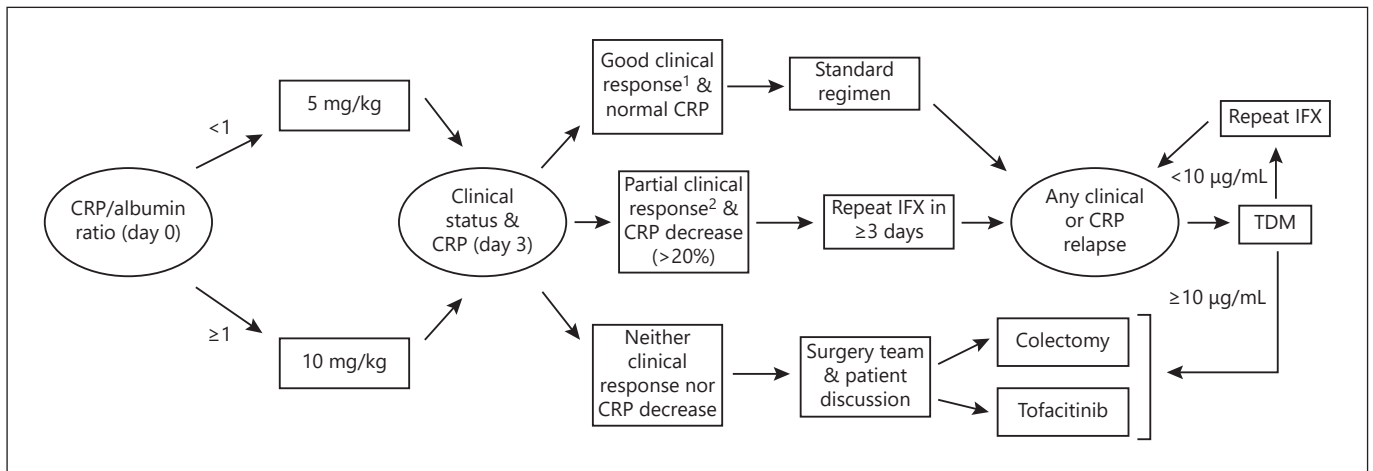 CRP/albumin
ratio (day 0)
<1
≥1
5 mg/kg
10 mg/kg
Clinical
status &
CRP (day 3)
Good clinical
response¹ &
normal CRP
Partial clinical
response² &
CRP decrease
(>20%)
Neither
clinical
response nor
CRP decrease
Standard
regimen
Repeat IFX in
≥3 days
Surgery team
& patient
discussion
Colectomy
Tofacitinib
Any clinical
or CRP
relapse
Repeat IFX
<10 µg/mL
TDM
≥10 µg/mL